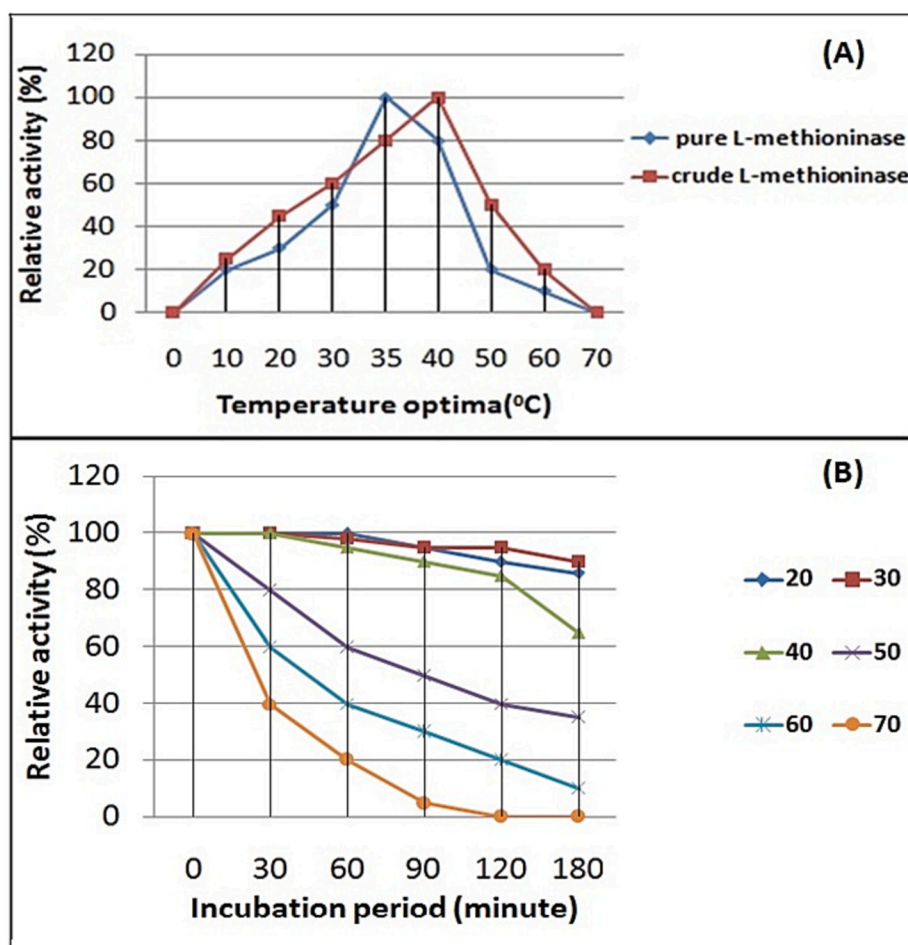 (A)
Relative activity (%)
120
100
80
60
40
20
0
0 10 20 30 35 40 50 60 70
Temperature optima(⁰C)
pure L-methioninase
crude L-methioninase
(B)
Relative activity (%)
120
100
80
60
40
20
0
0 30 60 90 120 180
Incubation period (minute)
20 30
40 50
60 70